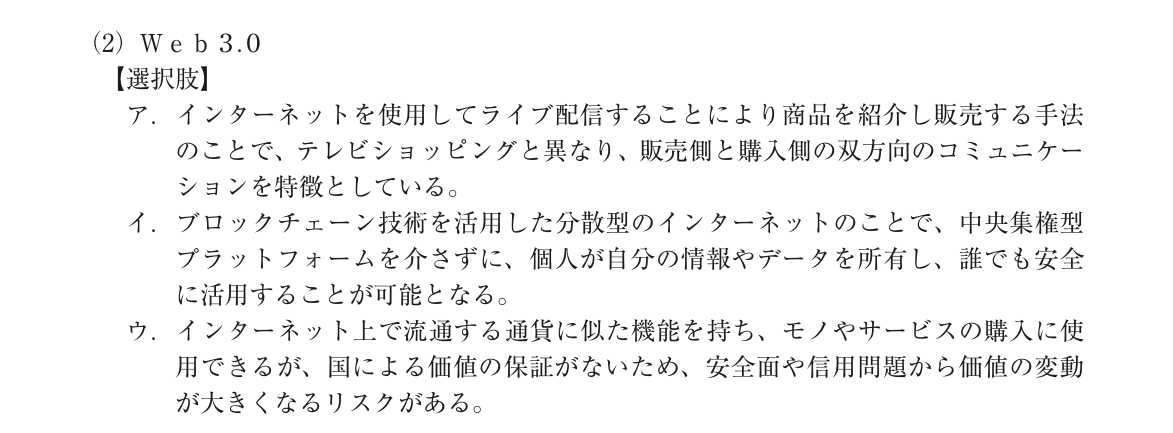 (2) Ｗｅｂ３.０
【選択肢】
ア．インターネットを使用してライブ配信することにより商品を紹介し販売する手法
のことで、テレビショッピングと異なり、販売側と購入側の双方向のコミュニケー
ションを特徴としている。
イ．ブロックチェーン技術を活用した分散型のインターネットのことで、中央集権型
プラットフォームを介さずに、個人が自分の情報やデータを所有し、誰でも安全
に活用することが可能となる。
ウ．インターネット上で流通する通貨に似た機能を持ち、モノやサービスの購入に使
用できるが、国による価値の保証がないため、安全面や信用問題から価値の変動
が大きくなるリスクがある。